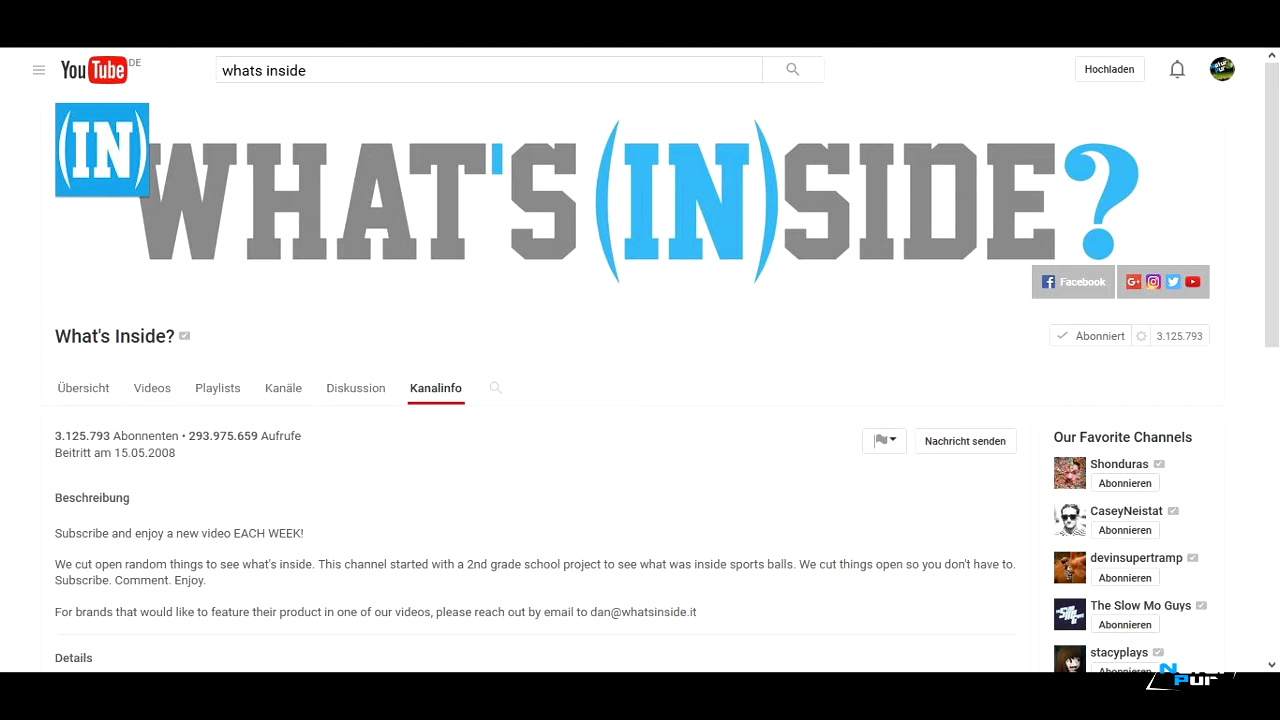 You Tube DE
whats inside
Hochladen
(IN)
WHAT'S(IN)SIDE?
Facebook
What's Inside?
Abonniert
3.125.793
Übersicht
Videos
Playlists
Kanäle
Diskussion
Kanalinfo
3.125.793 Abonnenten • 293.975.659 Aufrufe
Beitritt am 15.05.2008
Nachricht senden
Beschreibung
Subscribe and enjoy a new video EACH WEEK!
We cut open random things to see what's inside. This channel started with a 2nd grade school project to see what was inside sports balls. We cut things open so you don't have to.
Subscribe. Comment. Enjoy.
For brands that would like to feature their product in one of our videos, please reach out by email to dan@whatsinside.it
Details
Our Favorite Channels
Shonduras
Abonnieren
CaseyNeistat
Abonnieren
devinsupertramp
Abonnieren
The Slow Mo Guys
Abonnieren
stacyplays
Abonnieren
Pur